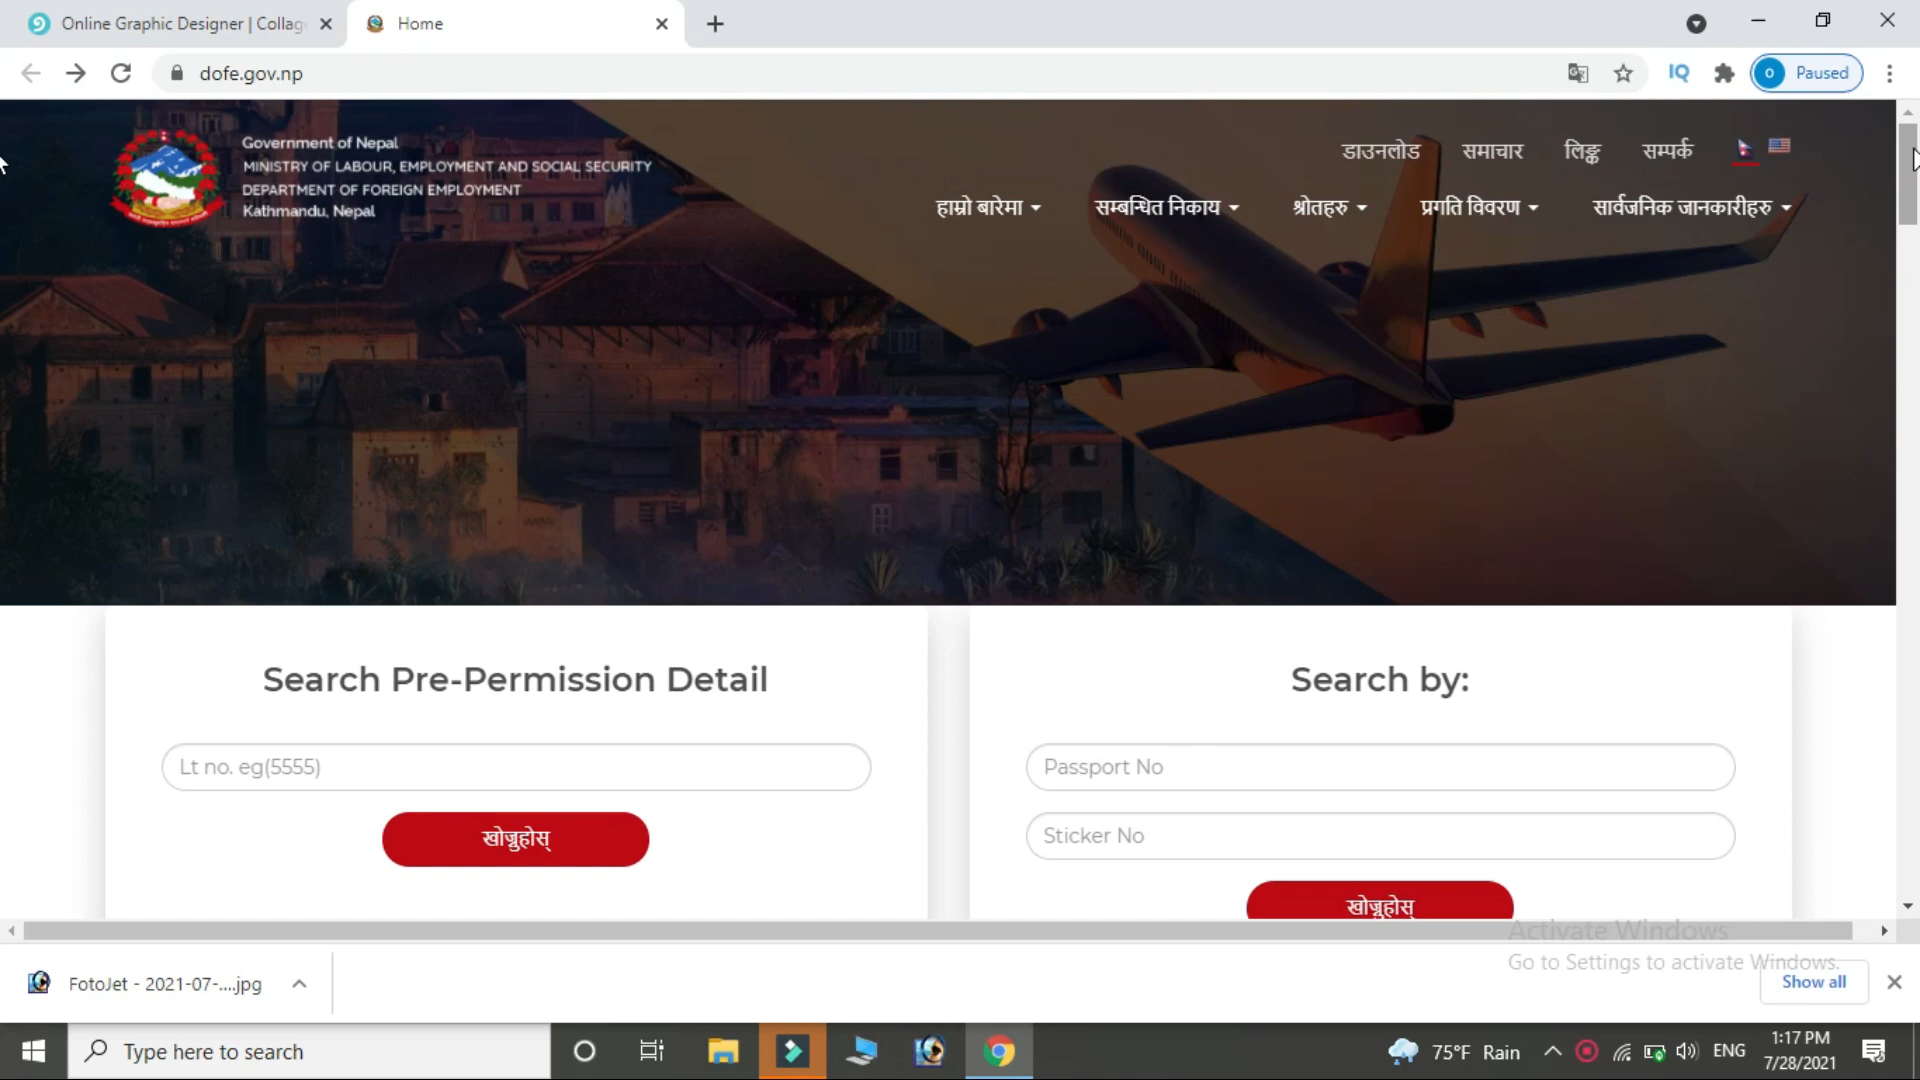 Online Graphic Designer | Collag
Home
dofe.gov.np
IQ
o
Paused
Government of Nepal
MINISTRY OF LABOUR, EMPLOYMENT AND SOCIAL SECURITY
DEPARTMENT OF FOREIGN EMPLOYMENT
Kathmandu, Nepal
डाउनलोड
समाचार
लिङ्क
सम्पर्क
हाम्रो बारेमा
सम्बन्धित निकाय
श्रोतहरु
प्रगति विवरण
सार्वजनिक जानकारीहरु
Search Pre-Permission Detail
Lt no. eg(5555)
खोज्नुहोस्
Search by:
Passport No
Sticker No
खोज्नुहोस्
Activate Windows
Go to Settings to activate Windows.
FotoJet - 2021-07-....jpg
Show all
Type here to search
75°F Rain
ENG
1:17 PM
7/28/2021